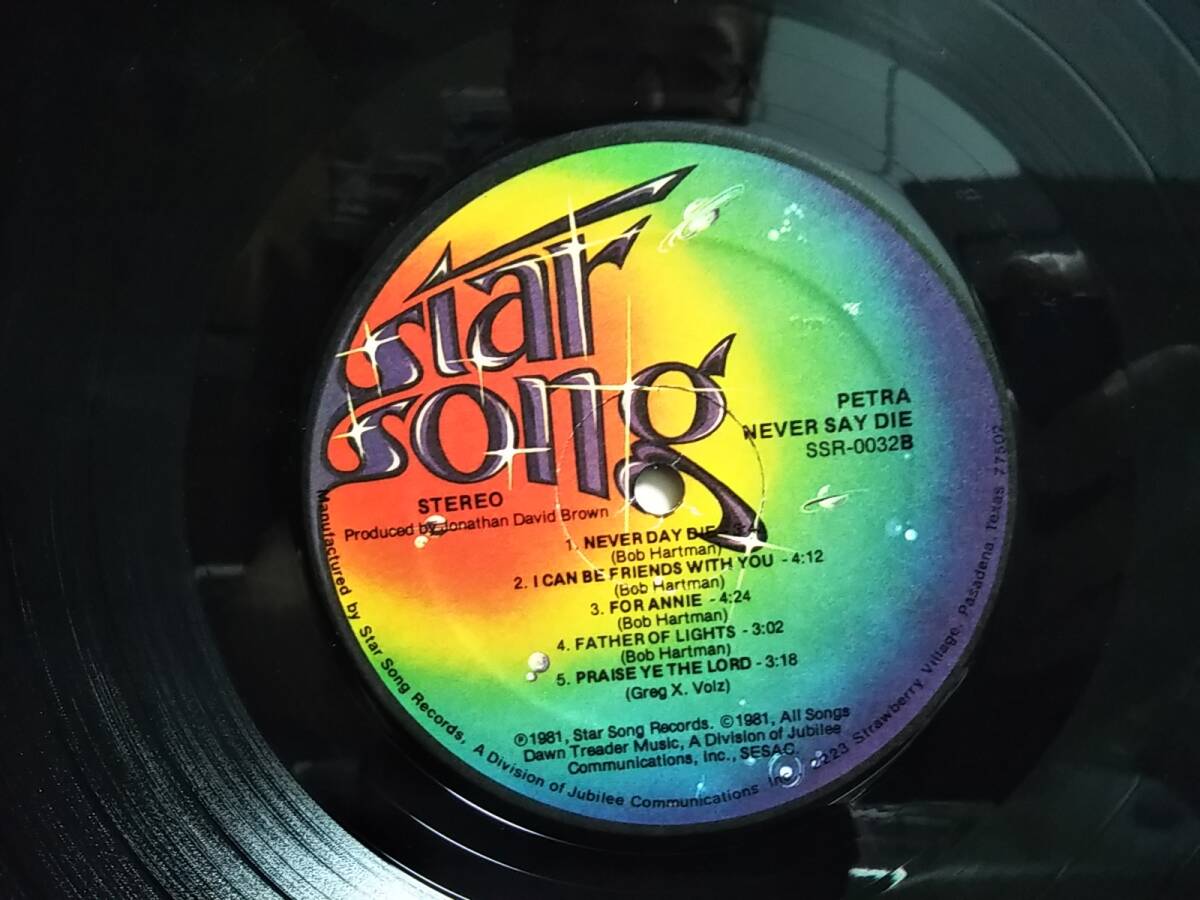 star
song
PETRA
NEVER SAY DIE
SSR-0032B
STEREO
Produced by Jonathan David Brown
1. NEVER DAY DIE
(Bob Hartman)
2. I CAN BE FRIENDS WITH YOU - 4:12
(Bob Hartman)
3. FOR ANNIE - 4:24
(Bob Hartman)
4. FATHER OF LIGHTS - 3:02
(Bob Hartman)
5. PRAISE YE THE LORD - 3:18
(Greg X. Volz)
℗1981, Star Song Records. ©1981, All Songs
Dawn Treader Music, A Division of Jubilee
Communications, Inc., SESAC.
Manufactured by Star Song Records, A Division of Jubilee Communications Inc. 2223 Strawberry Village, Pasadena, Texas 77502